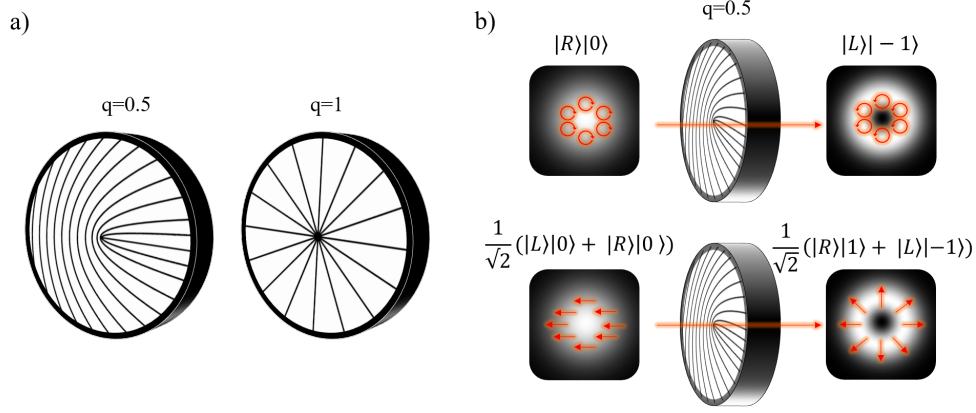 a)
q=0.5
q=1
b)
q=0.5
|R⟩|0⟩
|L⟩|−1⟩
1/√2 (|L⟩|0⟩ + |R⟩|0 ⟩)
1/√2 (|R⟩|1⟩ + |L⟩|−1⟩)